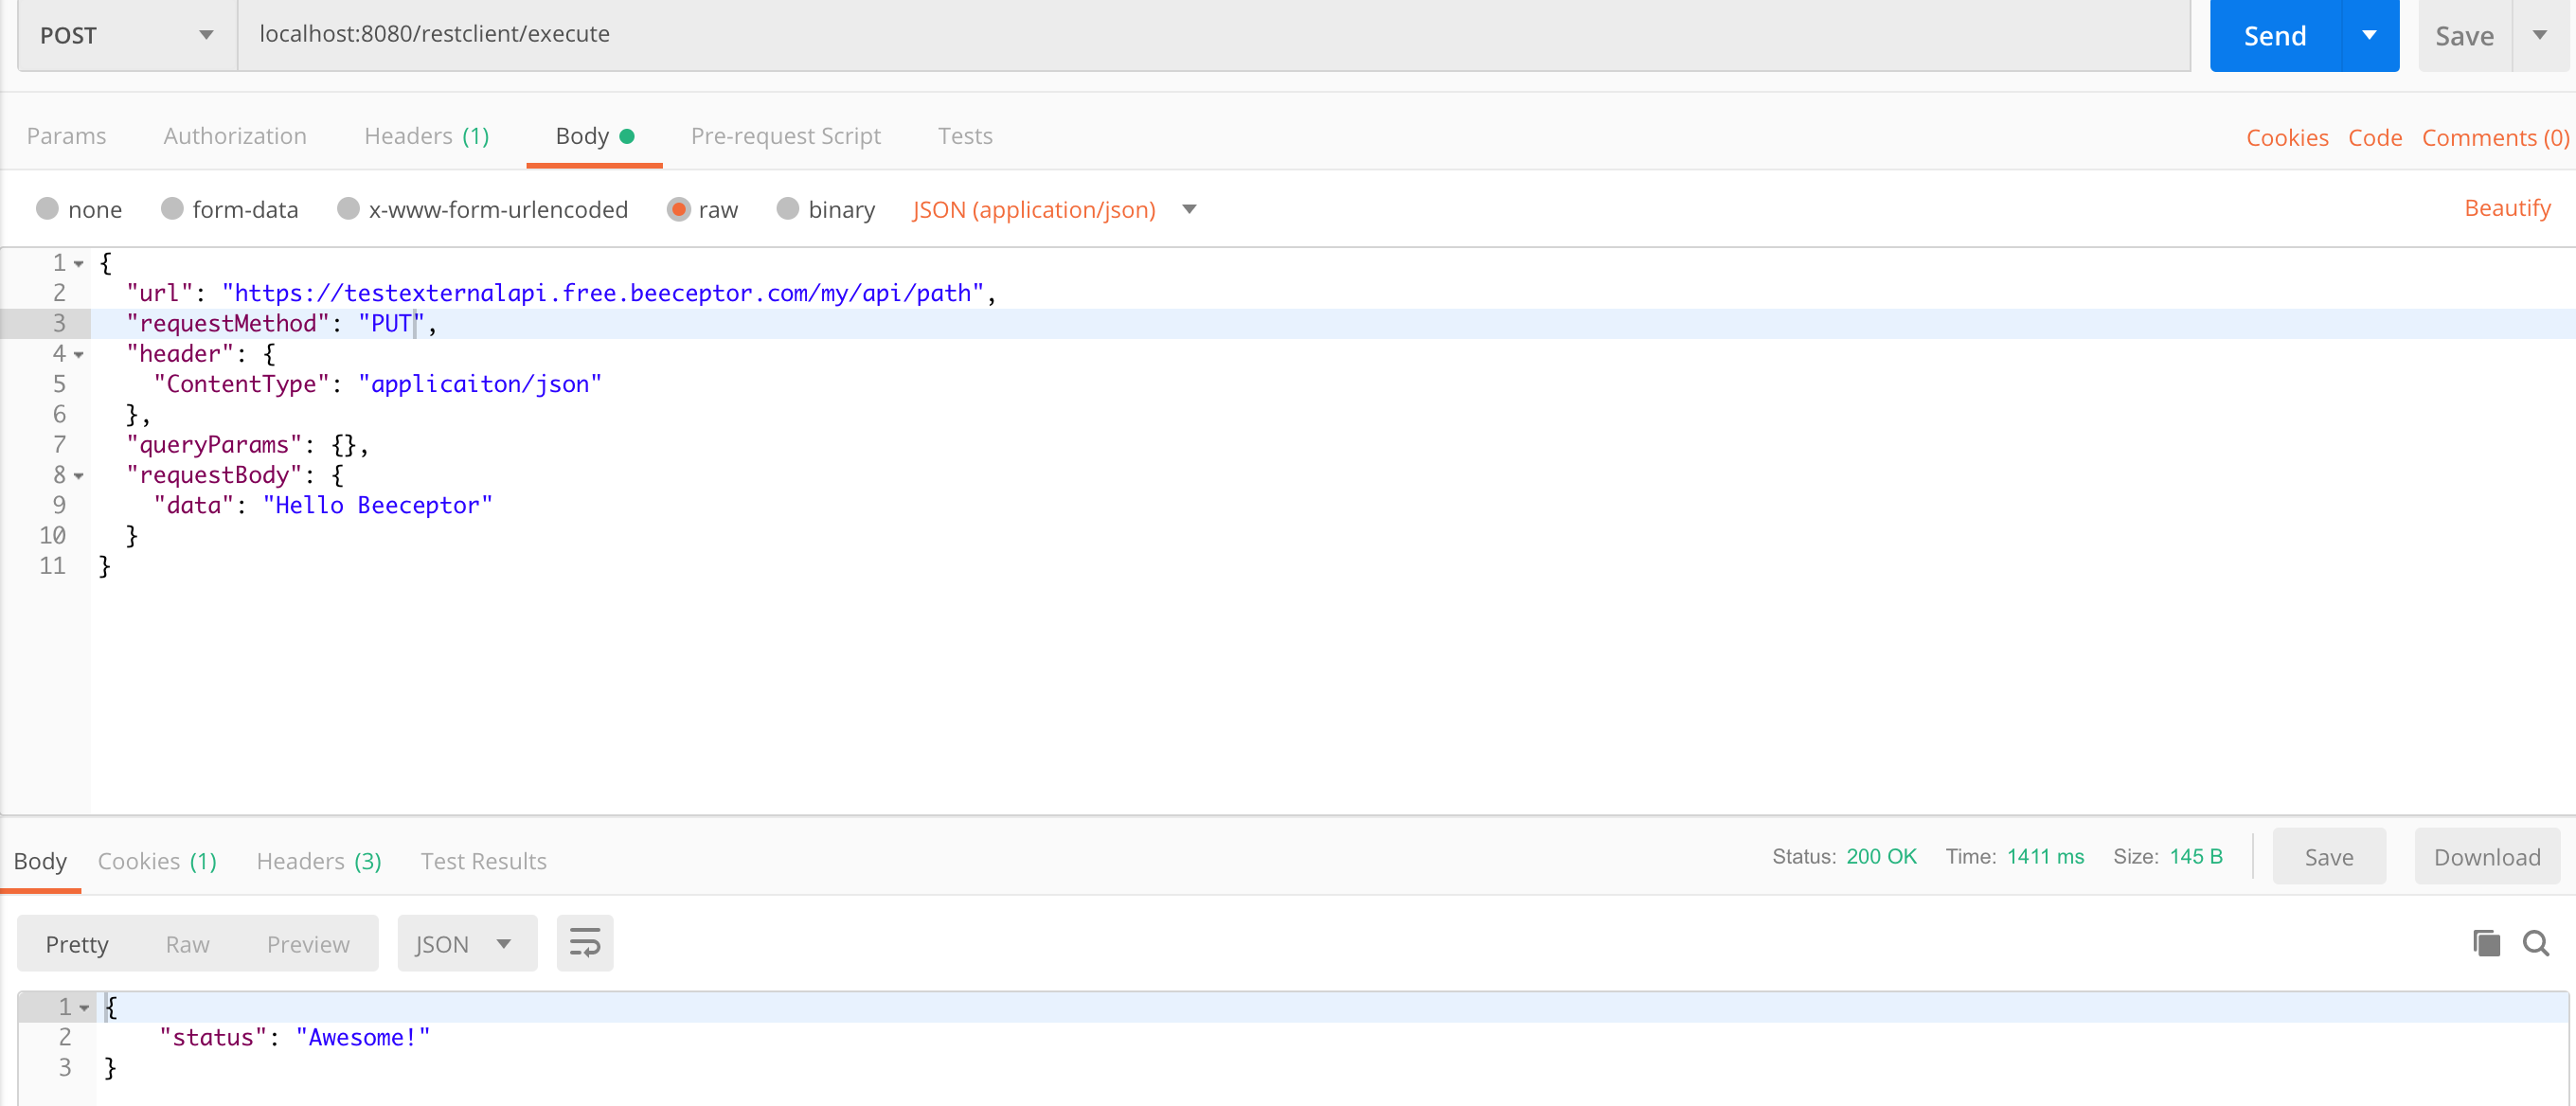 POST localhost:8080/restclient/execute Send Save
Params Authorization Headers (1) Body Pre-request Script Tests Cookies Code Comments (0)
none form-data x-www-form-urlencoded raw binary JSON (application/json) Beautify
1 {
2 "url": "https://testexternalapi.free.beeceptor.com/my/api/path",
3 "requestMethod": "PUT",
4 "header": {
5 "ContentType": "applicaiton/json"
6 },
7 "queryParams": {},
8 "requestBody": {
9 "data": "Hello Beeceptor"
10 }
11 }
Body Cookies (1) Headers (3) Test Results Status: 200 OK Time: 1411 ms Size: 145 B Save Download
Pretty Raw Preview JSON
1 {
2 "status": "Awesome!"
3 }